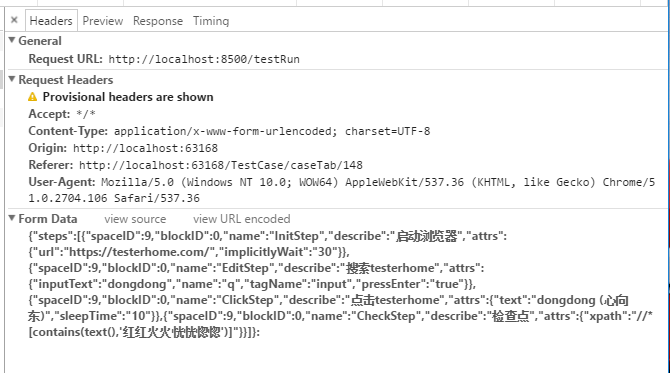 × Headers Preview Response Timing
▼ General
Request URL: http://localhost:8500/testRun
▼ Request Headers
Provisional headers are shown
Accept: */*
Content-Type: application/x-www-form-urlencoded; charset=UTF-8
Origin: http://localhost:63168
Referer: http://localhost:63168/TestCase/caseTab/148
User-Agent: Mozilla/5.0 (Windows NT 10.0; WOW64) AppleWebKit/537.36 (KHTML, like Gecko) Chrome/5
1.0.2704.106 Safari/537.36
▼ Form Data view source view URL encoded
{"steps":[{"spaceID":9,"blockID":0,"name":"InitStep","describe":"启动浏览器","attrs":
{"url":"https://testerhome.com/","implicitlyWait":"30"}},
{"spaceID":9,"blockID":0,"name":"EditStep","describe":"搜索testerhome","attrs":
{"inputText":"dongdong","name":"q","tagName":"input","pressEnter":"true"}},
{"spaceID":9,"blockID":0,"name":"ClickStep","describe":"点击testerhome","attrs":{"text":"dongdong (心向
东)","sleepTime":"10"}},{"spaceID":9,"blockID":0,"name":"CheckStep","describe":"检查点","attrs":{"xpath":"//*
[contains(text(),'红红火火恍恍惚惚')]"}}]}: